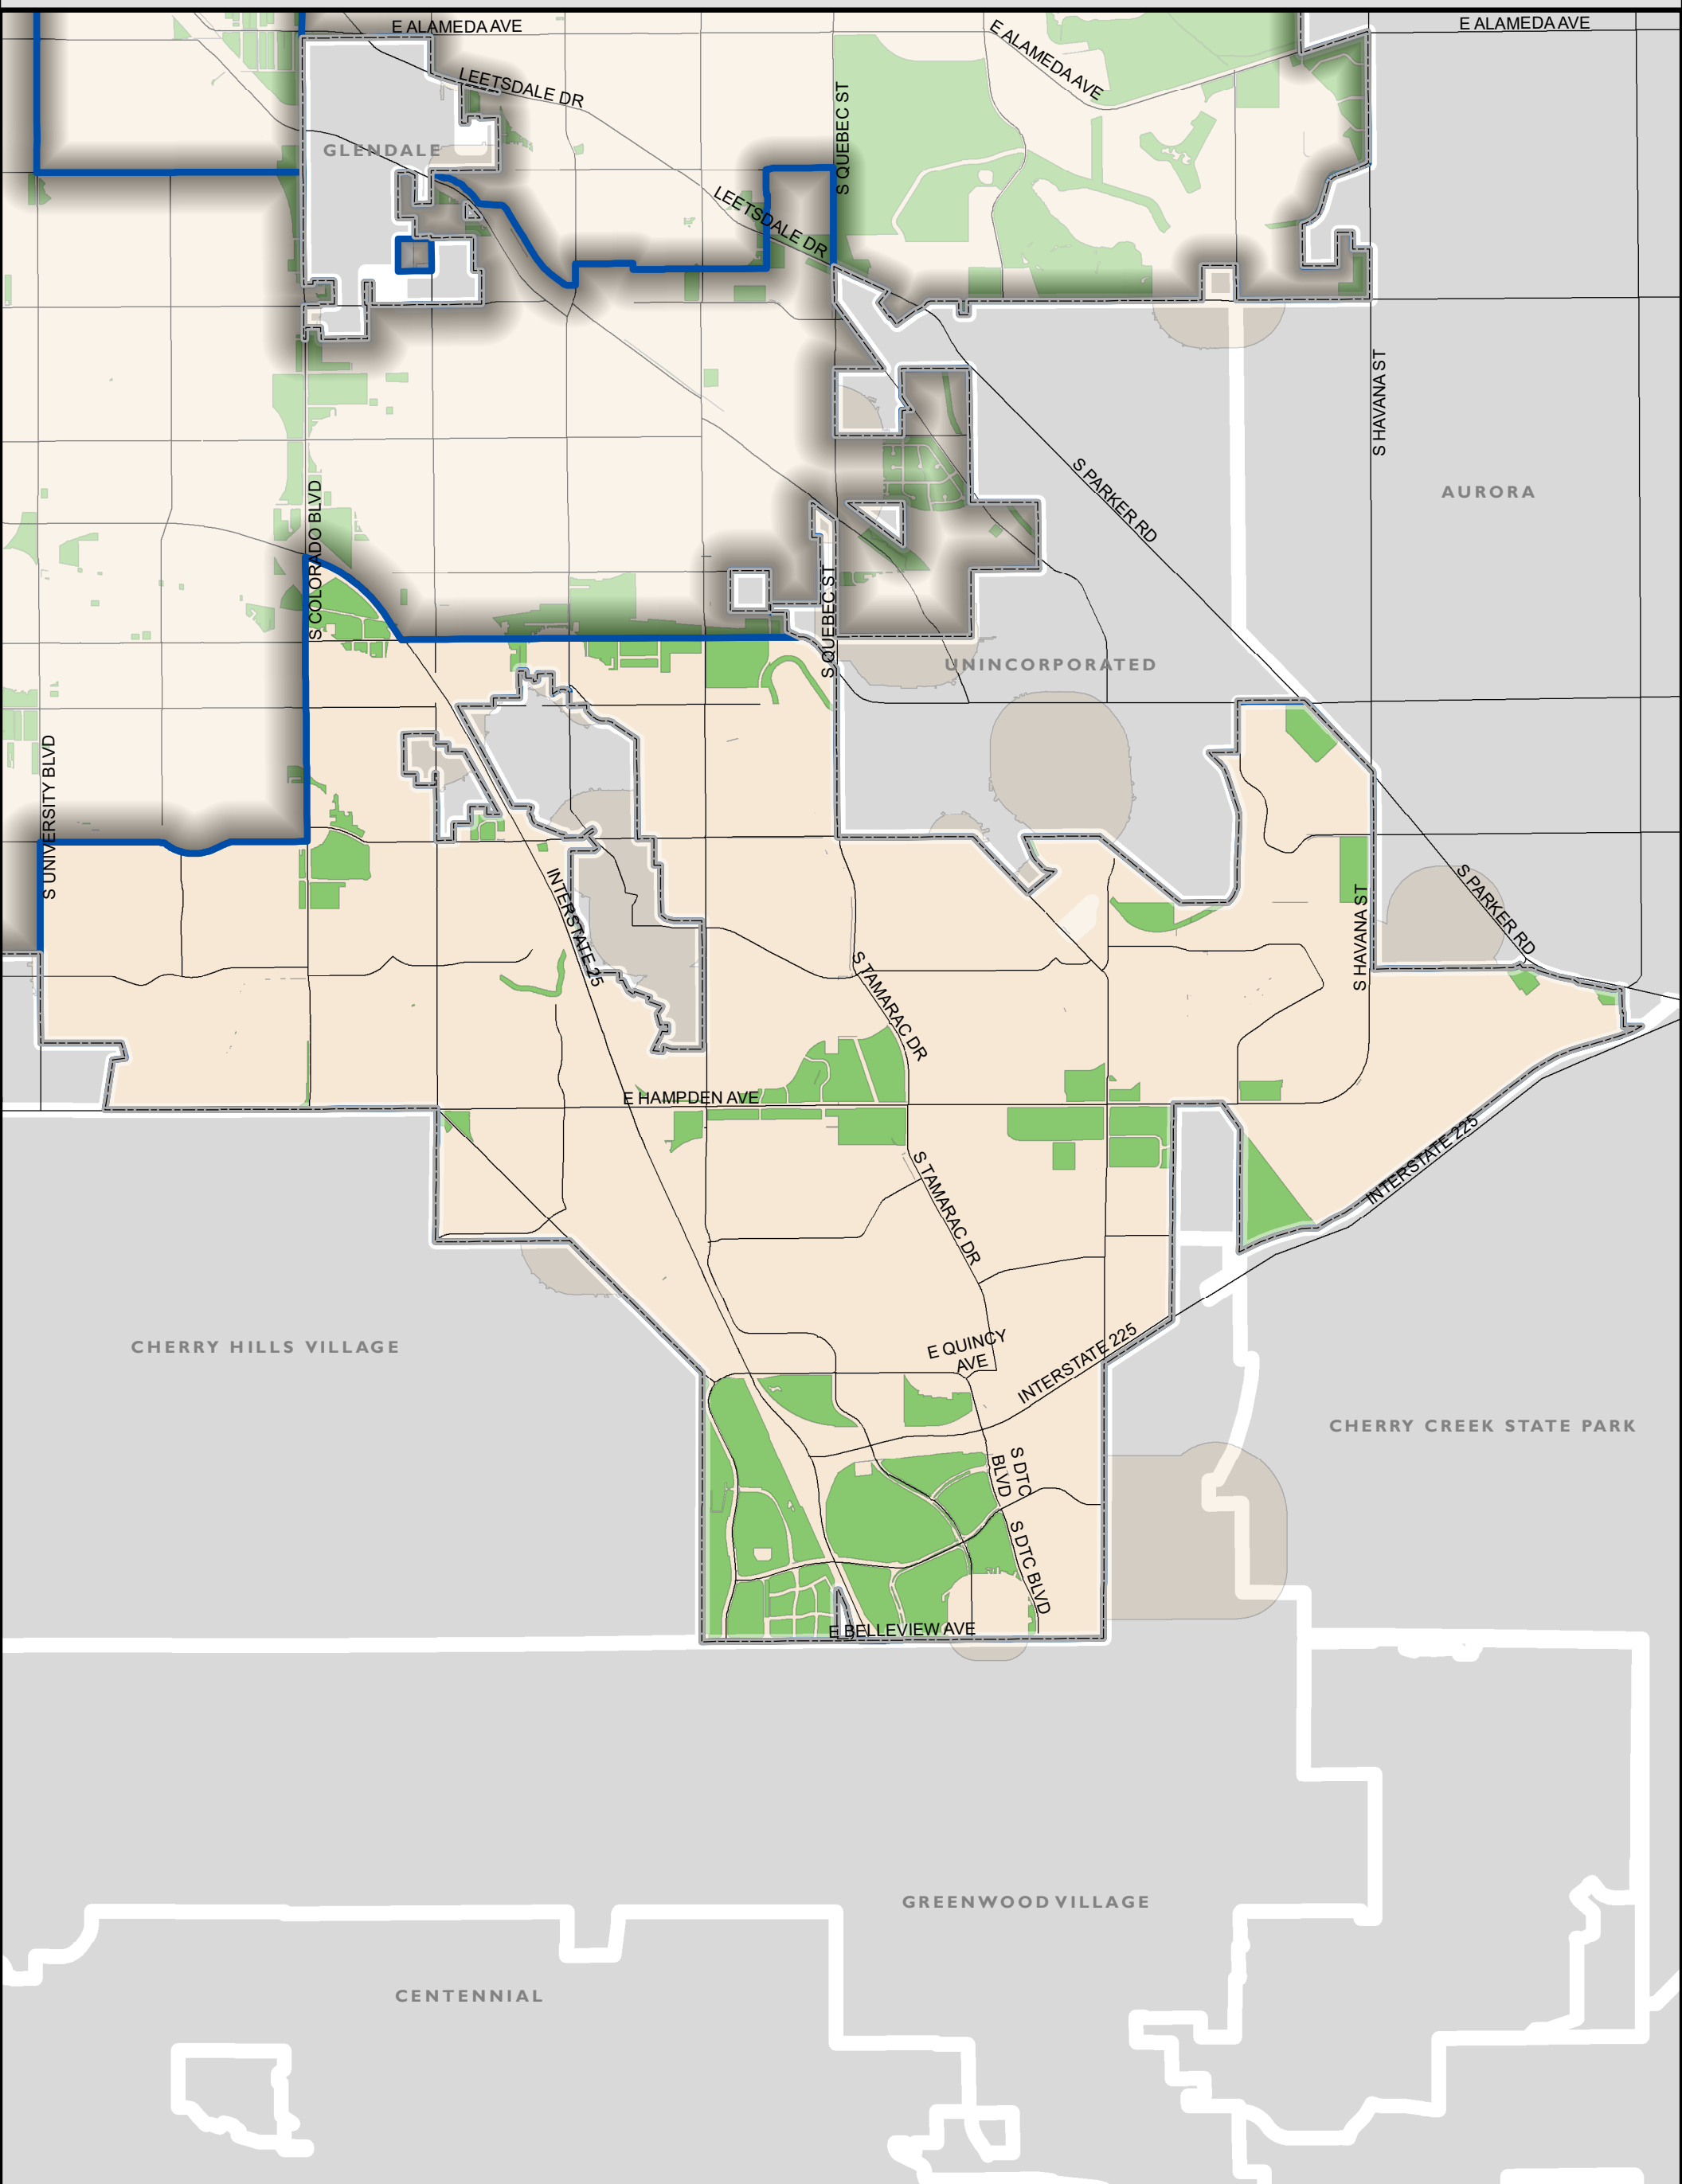 E ALAMEDA AVE
E ALAMEDA AVE
E ALAMEDA AVE
LEETSDALE DR
S QUEBEC ST
GLENDALE
LEETSDALE DR
S HAVANA ST
S PARKER RD
AURORA
S COLORADO BLVD
S QUEBEC ST
UNINCORPORATED
S UNIVERSITY BLVD
INTERSTATE 25
S PARKER RD
S HAVANA ST
S TAMARAC DR
E HAMPDEN AVE
INTERSTATE 225
S TAMARAC DR
CHERRY HILLS VILLAGE
E QUINCY
AVE
INTERSTATE 225
CHERRY CREEK STATE PARK
S DTC
BLVD
S DTC BLVD
E BELLEVIEW AVE
GREENWOOD VILLAGE
CENTENNIAL